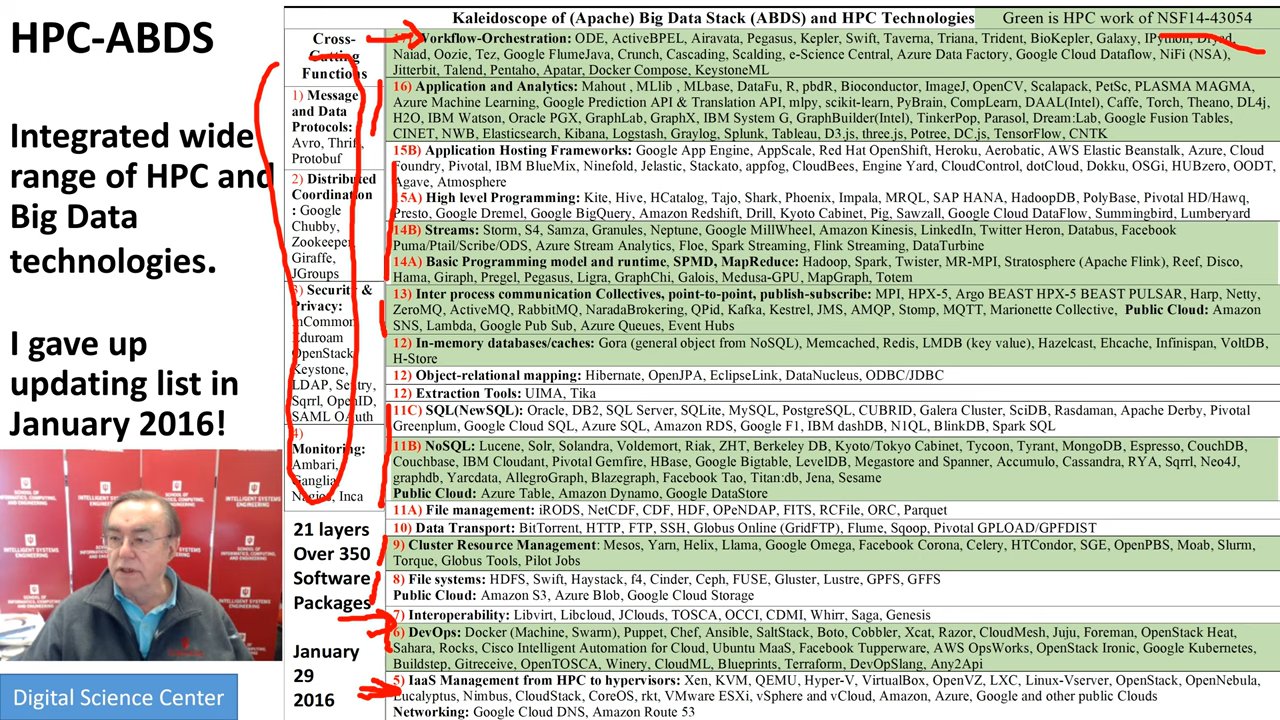 HPC-ABDS
Integrated wide
range of HPC and
Big Data
technologies.
I gave up
updating list in
January 2016!
SCHOOL OF
INFORMATICS, COMPUTING,
AND ENGINEERING
INTELLIGENT SYSTEMS
ENGINEERING
Digital Science Center
Kaleidoscope of (Apache) Big Data Stack (ABDS) and HPC Technologies
Green is HPC work of NSF14-43054
Cross-
Cutting
Functions
1) Message
and Data
Protocols:
Avro, Thrift,
Protobuf
2) Distributed
Coordination
: Google
Chubby,
Zookeeper,
Giraffe,
JGroups
3) Security &
Privacy:
InCommon,
Eduroam
OpenStack
Keystone,
LDAP, Sentry,
Sqrrl, OpenID,
SAML OAuth
4)
Monitoring:
Ambari,
Ganglia,
Nagios, Inca
21 layers
Over 350
Software
Packages
January
29
2016
17) Workflow-Orchestration: ODE, ActiveBPEL, Airavata, Pegasus, Kepler, Swift, Taverna, Triana, Trident, BioKepler, Galaxy, IPython, Dryad,
Naiad, Oozie, Tez, Google FlumeJava, Crunch, Cascading, Scalding, e-Science Central, Azure Data Factory, Google Cloud Dataflow, NiFi (NSA),
Jitterbit, Talend, Pentaho, Apatar, Docker Compose, KeystoneML
16) Application and Analytics: Mahout , MLlib , MLbase, DataFu, R, pbdR, Bioconductor, ImageJ, OpenCV, Scalapack, PetSc, PLASMA MAGMA,
Azure Machine Learning, Google Prediction API & Translation API, mlpy, scikit-learn, PyBrain, CompLearn, DAAL(Intel), Caffe, Torch, Theano, DL4j,
H2O, IBM Watson, Oracle PGX, GraphLab, GraphX, IBM System G, GraphBuilder(Intel), TinkerPop, Parasol, Dream:Lab, Google Fusion Tables,
CINET, NWB, Elasticsearch, Kibana, Logstash, Graylog, Splunk, Tableau, D3.js, three.js, Potree, DC.js, TensorFlow, CNTK
15B) Application Hosting Frameworks: Google App Engine, AppScale, Red Hat OpenShift, Heroku, Aerobatic, AWS Elastic Beanstalk, Azure, Cloud
Foundry, Pivotal, IBM BlueMix, Ninefold, Jelastic, Stackato, appfog, CloudBees, Engine Yard, CloudControl, dotCloud, Dokku, OSGi, HUBzero, OODT,
Agave, Atmosphere
15A) High level Programming: Kite, Hive, HCatalog, Tajo, Shark, Phoenix, Impala, MRQL, SAP HANA, HadoopDB, PolyBase, Pivotal HD/Hawq,
Presto, Google Dremel, Google BigQuery, Amazon Redshift, Drill, Kyoto Cabinet, Pig, Sawzall, Google Cloud DataFlow, Summingbird, Lumberyard
14B) Streams: Storm, S4, Samza, Granules, Neptune, Google MillWheel, Amazon Kinesis, LinkedIn, Twitter Heron, Databus, Facebook
Puma/Ptail/Scribe/ODS, Azure Stream Analytics, Floe, Spark Streaming, Flink Streaming, DataTurbine
14A) Basic Programming model and runtime, SPMD, MapReduce: Hadoop, Spark, Twister, MR-MPI, Stratosphere (Apache Flink), Reef, Disco,
Hama, Giraph, Pregel, Pegasus, Ligra, GraphChi, Galois, Medusa-GPU, MapGraph, Totem
13) Inter process communication Collectives, point-to-point, publish-subscribe: MPI, HPX-5, Argo BEAST HPX-5 BEAST PULSAR, Harp, Netty,
ZeroMQ, ActiveMQ, RabbitMQ, NaradaBrokering, QPid, Kafka, Kestrel, JMS, AMQP, Stomp, MQTT, Marionette Collective, Public Cloud: Amazon
SNS, Lambda, Google Pub Sub, Azure Queues, Event Hubs
12) In-memory databases/caches: Gora (general object from NoSQL), Memcached, Redis, LMDB (key value), Hazelcast, Ehcache, Infinispan, VoltDB,
H-Store
12) Object-relational mapping: Hibernate, OpenJPA, EclipseLink, DataNucleus, ODBC/JDBC
12) Extraction Tools: UIMA, Tika
11C) SQL(NewSQL): Oracle, DB2, SQL Server, SQLite, MySQL, PostgreSQL, CUBRID, Galera Cluster, SciDB, Rasdaman, Apache Derby, Pivotal
Greenplum, Google Cloud SQL, Azure SQL, Amazon RDS, Google F1, IBM dashDB, N1QL, BlinkDB, Spark SQL
11B) NoSQL: Lucene, Solr, Solandra, Voldemort, Riak, ZHT, Berkeley DB, Kyoto/Tokyo Cabinet, Tycoon, Tyrant, MongoDB, Espresso, CouchDB,
Couchbase, IBM Cloudant, Pivotal Gemfire, HBase, Google Bigtable, LevelDB, Megastore and Spanner, Accumulo, Cassandra, RYA, Sqrrl, Neo4J,
graphdb, Yarcdata, AllegroGraph, Blazegraph, Facebook Tao, Titan:db, Jena, Sesame
Public Cloud: Azure Table, Amazon Dynamo, Google DataStore
11A) File management: iRODS, NetCDF, CDF, HDF, OPeNDAP, FITS, RCFile, ORC, Parquet
10) Data Transport: BitTorrent, HTTP, FTP, SSH, Globus Online (GridFTP), Flume, Sqoop, Pivotal GPLOAD/GPFDIST
9) Cluster Resource Management: Mesos, Yarn, Helix, Llama, Google Omega, Facebook Corona, Celery, HTCondor, SGE, OpenPBS, Moab, Slurm,
Torque, Globus Tools, Pilot Jobs
8) File systems: HDFS, Swift, Haystack, f4, Cinder, Ceph, FUSE, Gluster, Lustre, GPFS, GFFS
Public Cloud: Amazon S3, Azure Blob, Google Cloud Storage
7) Interoperability: Libvirt, Libcloud, JClouds, TOSCA, OCCI, CDMI, Whirr, Saga, Genesis
6) DevOps: Docker (Machine, Swarm), Puppet, Chef, Ansible, SaltStack, Boto, Cobbler, Xcat, Razor, CloudMesh, Juju, Foreman, OpenStack Heat,
Sahara, Rocks, Cisco Intelligent Automation for Cloud, Ubuntu MaaS, Facebook Tupperware, AWS OpsWorks, OpenStack Ironic, Google Kubernetes,
Buildstep, Gitreceive, OpenTOSCA, Winery, CloudML, Blueprints, Terraform, DevOpSlang, Any2Api
5) IaaS Management from HPC to hypervisors: Xen, KVM, QEMU, Hyper-V, VirtualBox, OpenVZ, LXC, Linux-Vserver, OpenStack, OpenNebula,
Eucalyptus, Nimbus, CloudStack, CoreOS, rkt, VMware ESXi, vSphere and vCloud, Amazon, Azure, Google and other public Clouds
Networking: Google Cloud DNS, Amazon Route 53